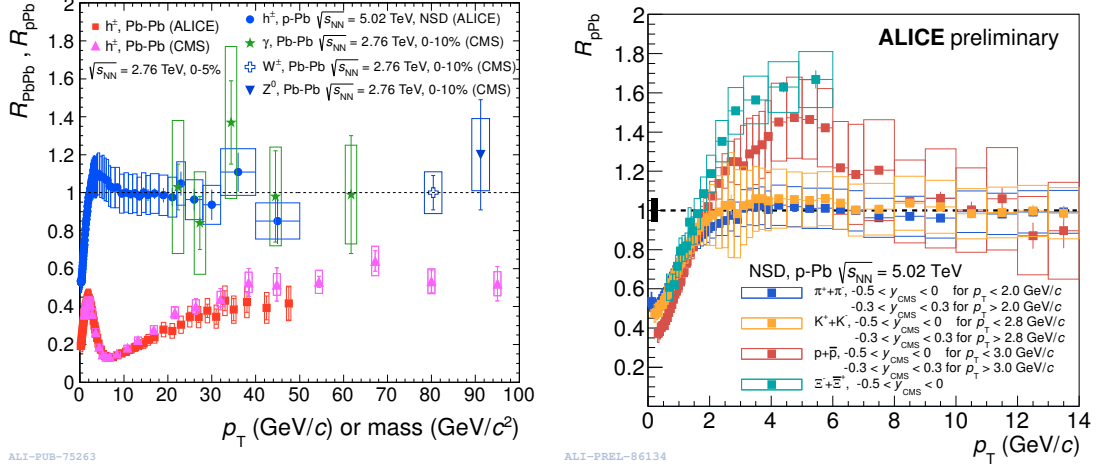 R_PbPb , R_pPb
2
1.8
1.6
1.4
1.2
1
0.8
0.6
0.4
0.2
0
h±, Pb-Pb (ALICE)
h±, Pb-Pb (CMS)
√s_NN = 2.76 TeV, 0-5%
h±, p-Pb √s_NN = 5.02 TeV, NSD (ALICE)
γ, Pb-Pb √s_NN = 2.76 TeV, 0-10% (CMS)
W±, Pb-Pb √s_NN = 2.76 TeV, 0-10% (CMS)
Z⁰, Pb-Pb √s_NN = 2.76 TeV, 0-10% (CMS)
0 10 20 30 40 50 60 70 80 90 100
p_T (GeV/c) or mass (GeV/c²)
ALI-PUB-75263
R_pPb
2
1.8
1.6
1.4
1.2
1
0.8
0.6
0.4
0.2
ALICE preliminary
NSD, p-Pb √s_NN = 5.02 TeV
π⁺+π⁻, -0.5 < y_CMS < 0 for p_T < 2.0 GeV/c
-0.3 < y_CMS < 0.3 for p_T > 2.0 GeV/c
K⁺+K⁻, -0.5 < y_CMS < 0 for p_T < 2.8 GeV/c
-0.3 < y_CMS < 0.3 for p_T > 2.8 GeV/c
p+p̄, -0.5 < y_CMS < 0 for p_T < 3.0 GeV/c
-0.3 < y_CMS < 0.3 for p_T > 3.0 GeV/c
Ξ⁻+Ξ̄⁺, -0.5 < y_CMS < 0
0 2 4 6 8 10 12 14
p_T (GeV/c)
ALI-PREL-86134